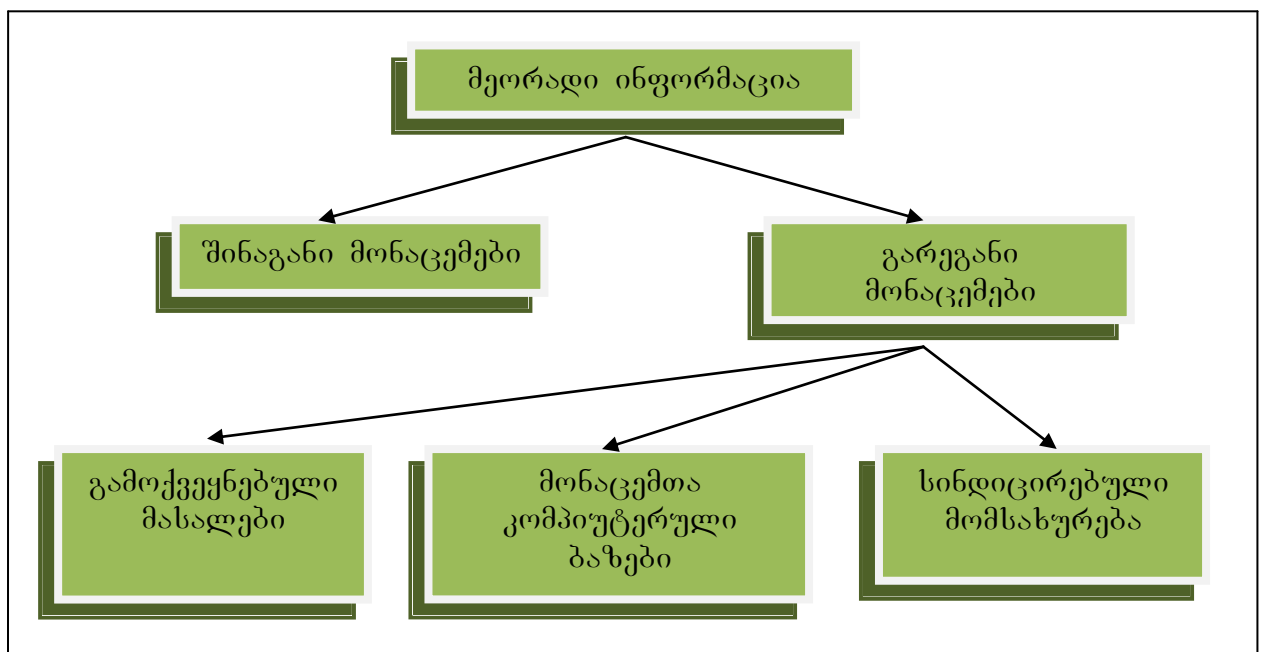 მეორადი ინფორმაცია
შინაგანი მონაცემები
გარეგანი
მონაცემები
გამოქვეყნებული
მასალები
მონაცემთა
კომპიუტერული
ბაზები
სინდიცირებული
მომსახურება